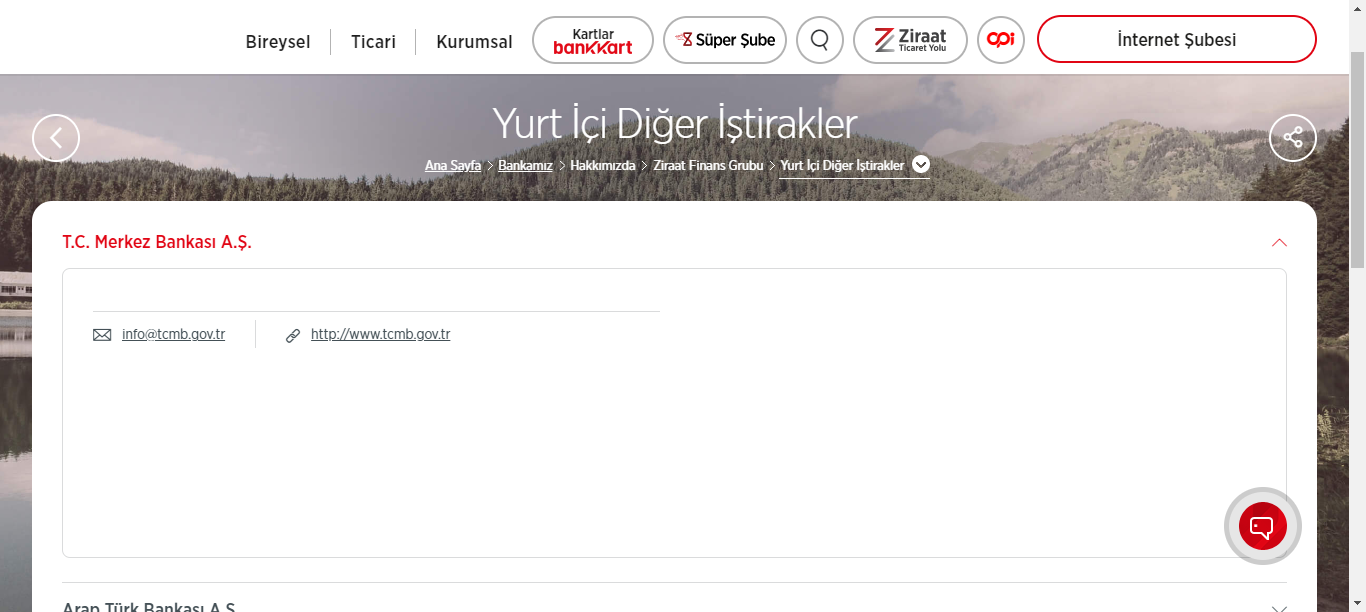 Bireysel
Ticari
Kurumsal
Kartlar
bankkart
Süper Şube
Ziraat
Ticaret Yolu
opi
İnternet Şubesi
Yurt İçi Diğer İştirakler
Ana Sayfa > Bankamız > Hakkımızda > Ziraat Finans Grubu > Yurt İçi Diğer İştirakler
T.C. Merkez Bankası A.Ş.
info@tcmb.gov.tr
http://www.tcmb.gov.tr
Arap Türk Bankası A.Ş.